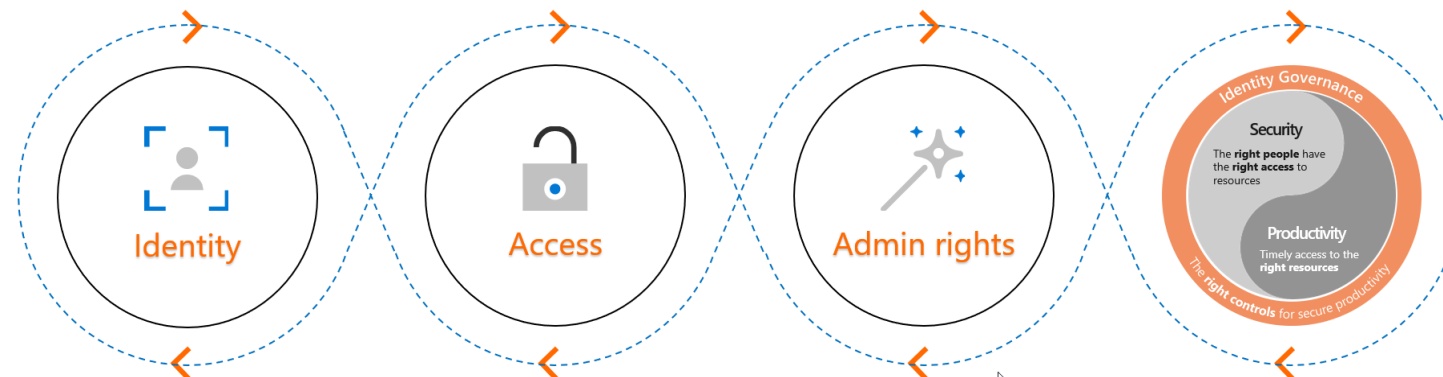 Identity
Access
Admin rights
Identity Governance
Security
The right people have
the right access to
resources
Productivity
Timely access to the
right resources
The right controls for secure productivity